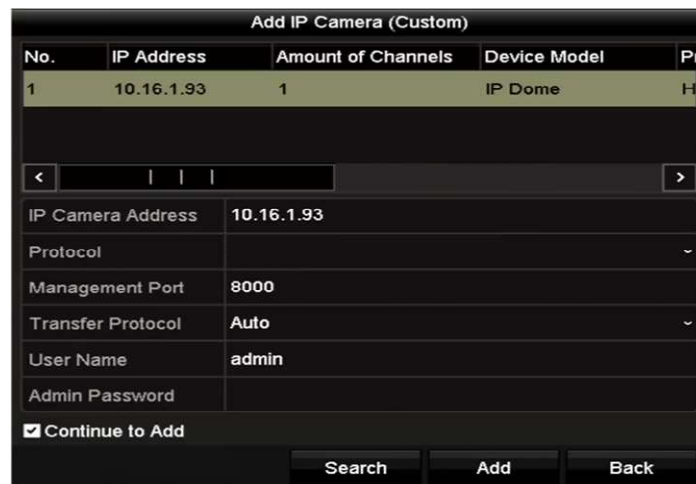 Add IP Camera (Custom)
No. IP Address Amount of Channels Device Model
1 10.16.1.93 1 IP Dome
IP Camera Address 10.16.1.93
Protocol
Management Port 8000
Transfer Protocol Auto
User Name admin
Admin Password
Continue to Add
Search Add Back